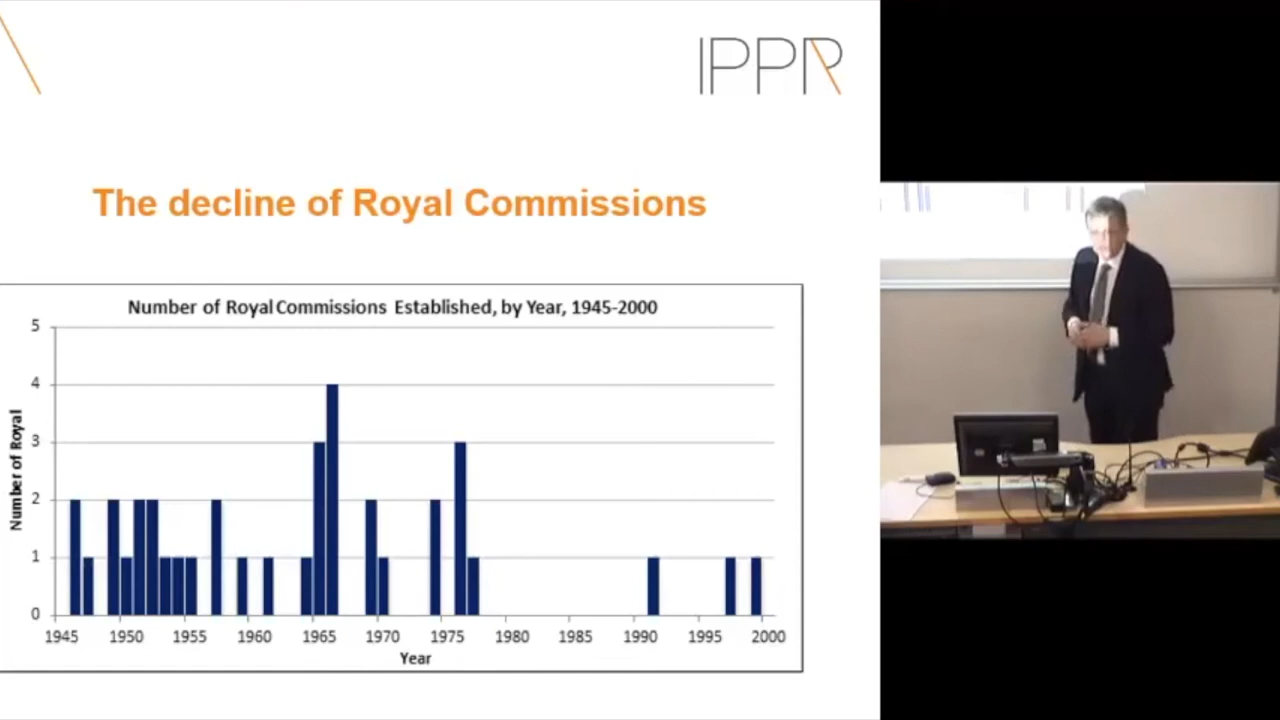 IPPR
The decline of Royal Commissions
Number of Royal Commissions Established, by Year, 1945-2000
5
4
3
2
1
0
Number of Royal
1945 1950 1955 1960 1965 1970 1975 1980 1985 1990 1995 2000
Year